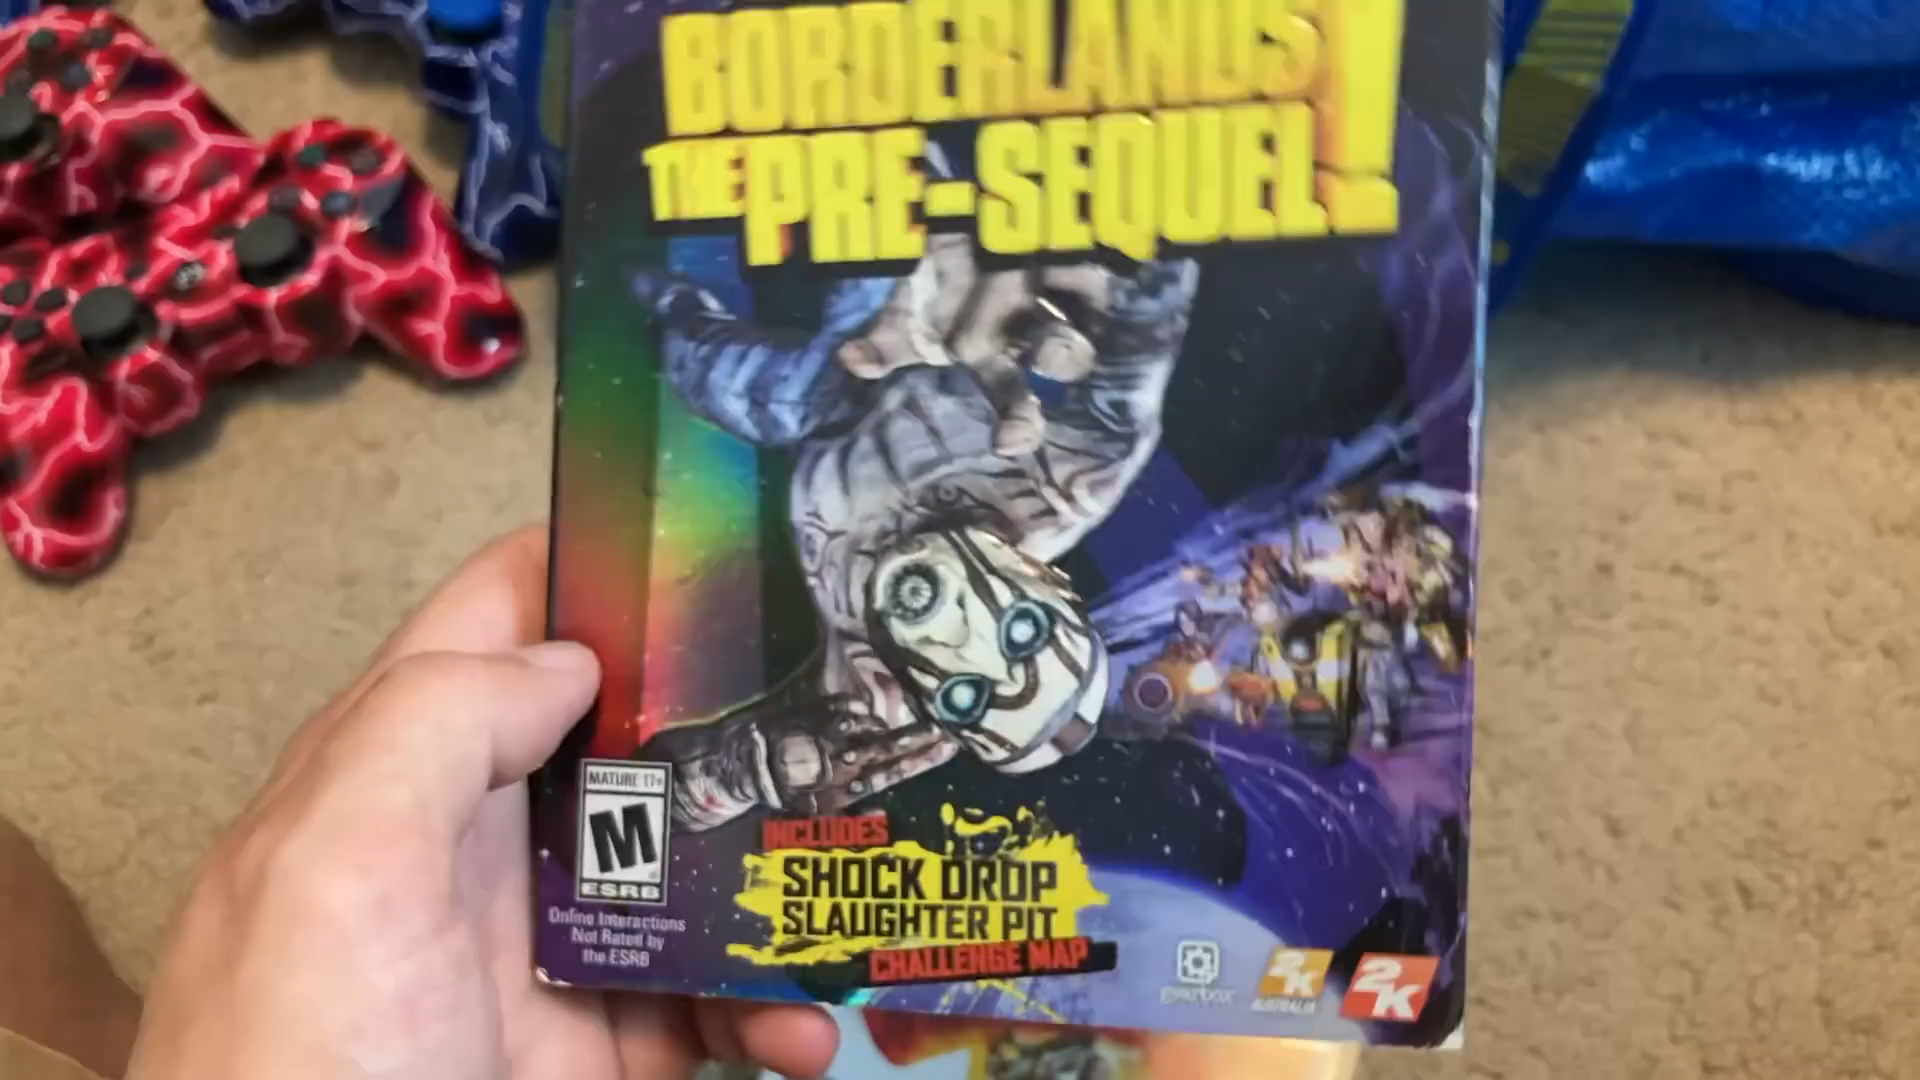 BORDERLANDS
THE PRE-SEQUEL!
MATURE 17+
M
ESRB
Online Interactions
Not Rated by
the ESRB
INCLUDES
SHOCK DROP
SLAUGHTER PIT
CHALLENGE MAP
gearbox
2K
AUSTRALIA
2K